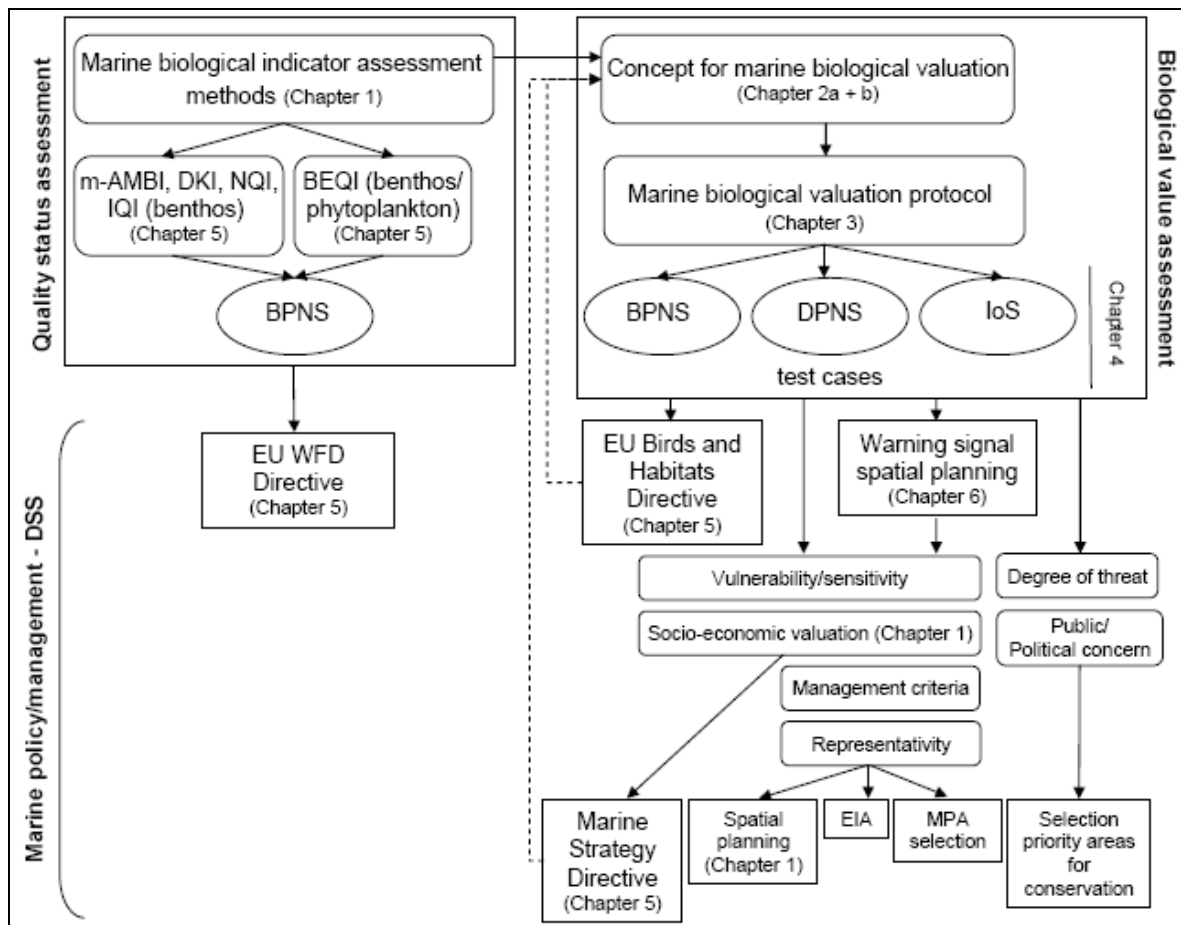 Quality status assessment
Marine biological indicator assessment
methods (Chapter 1)
m-AMBI, DKI, NQI,
IQI (benthos)
(Chapter 5)
BEQI (benthos/
phytoplankton)
(Chapter 5)
BPNS
Biological value assessment
Concept for marine biological valuation
(Chapter 2a + b)
Marine biological valuation protocol
(Chapter 3)
BPNS
DPNS
IoS
Chapter 4
test cases
Marine policy/management - DSS
EU WFD
Directive
(Chapter 5)
EU Birds and
Habitats
Directive
(Chapter 5)
Warning signal
spatial planning
(Chapter 6)
Vulnerability/sensitivity
Degree of threat
Socio-economic valuation (Chapter 1)
Public/
Political concern
Management criteria
Representativity
Marine
Strategy
Directive
(Chapter 5)
Spatial
planning
(Chapter 1)
EIA
MPA
selection
Selection
priority areas
for
conservation